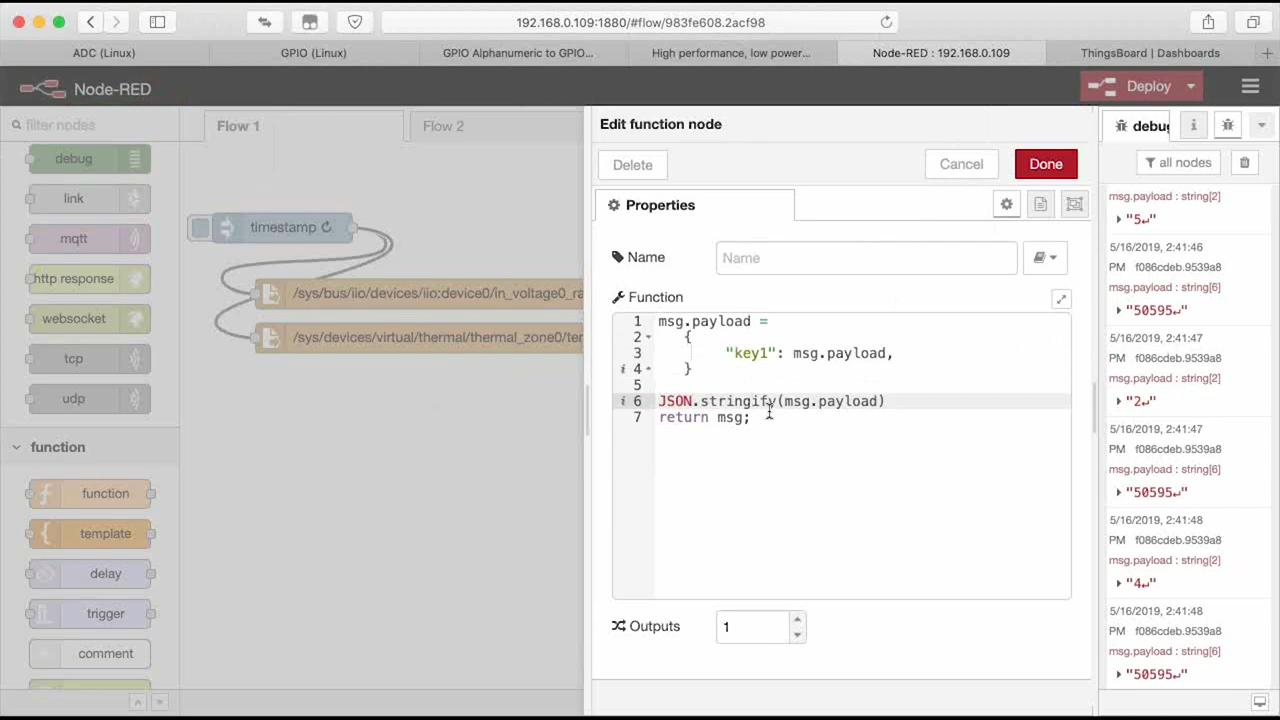 192.168.0.109:1880/#flow/983fe608.2acf98
ADC (Linux)
GPIO (Linux)
GPIO Alphanumeric to GPIO...
High performance, low power...
Node-RED : 192.168.0.109
ThingsBoard | Dashboards
Node-RED
Deploy
filter nodes
debug
link
mqtt
http response
websocket
tcp
udp
function
function
template
delay
trigger
comment
Flow 1
Flow 2
timestamp ↻
/sys/bus/iio/devices/iio:device0/in_voltage0_ra
/sys/devices/virtual/thermal/thermal_zone0/ter
Edit function node
Delete
Cancel
Done
Properties
Name
Name
Function
1 msg.payload =
2 {
3 "key1": msg.payload,
i 4 }
5
i 6 JSON.stringify(msg.payload)
7 return msg;
Outputs
1
debug
i
all nodes
msg.payload : string[2]
"5↵"
5/16/2019, 2:41:46
PM f086cdeb.9539a8
msg.payload : string[6]
"50595↵"
5/16/2019, 2:41:47
PM f086cdeb.9539a8
msg.payload : string[2]
"2↵"
5/16/2019, 2:41:47
PM f086cdeb.9539a8
msg.payload : string[6]
"50595↵"
5/16/2019, 2:41:48
PM f086cdeb.9539a8
msg.payload : string[2]
"4↵"
5/16/2019, 2:41:48
PM f086cdeb.9539a8
msg.payload : string[6]
"50595↵"